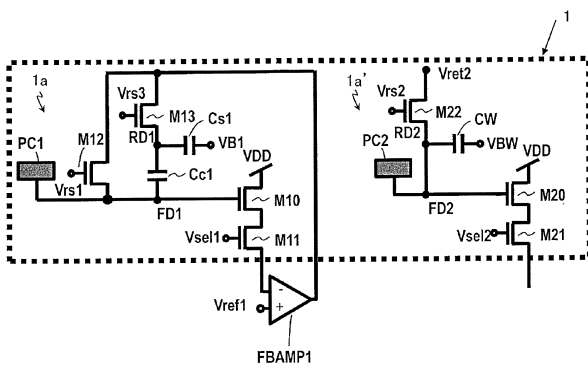 1
1a
1a'
Vrs3
Vrs2
Vret2
M12
M13
Cs1
M22
CW
PC1
RD1
VB1
VDD
PC2
RD2
VBW
VDD
Vrs1
Cc1
M10
M20
FD1
FD2
Vsel1
M11
Vsel2
M21
-
Vref1
+
FBAMP1